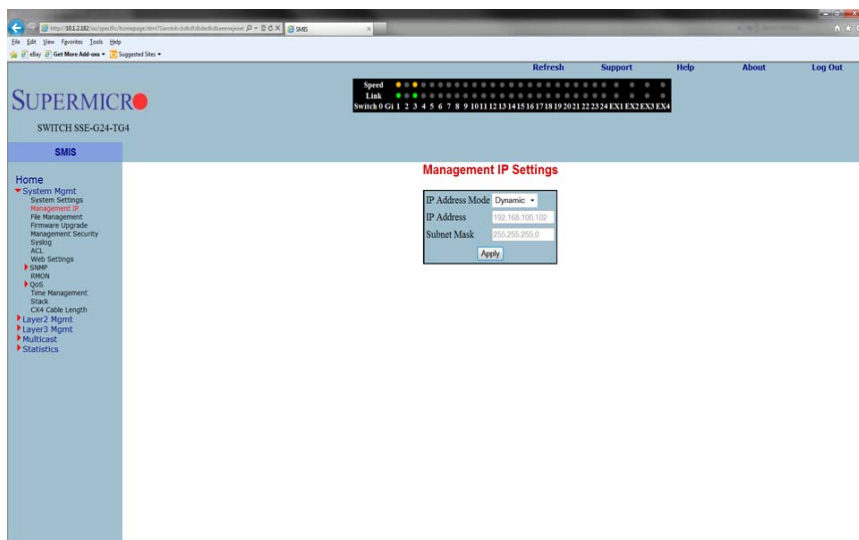 SMIS
File Edit View Favorites Tools Help
eBay Get More Add-ons Suggested Sites
Refresh Support Help About Log Out
SUPERMICRO
SWITCH SSE-G24-TG4
Speed
Link
Switch 0 Gi 1 2 3 4 5 6 7 8 9 10 11 12 13 14 15 16 17 18 19 20 21 22 23 24 EX1 EX2 EX3 EX4
SMIS
Home
System Mgmt
System Settings
Management IP
File Management
Firmware Upgrade
Management Security
Syslog
ACL
Web Settings
SNMP
RMON
QoS
Time Management
Stack
CX4 Cable Length
Layer2 Mgmt
Layer3 Mgmt
Multicast
Statistics
Management IP Settings
IP Address Mode Dynamic
IP Address 192.168.100.102
Subnet Mask 255.255.255.0
Apply